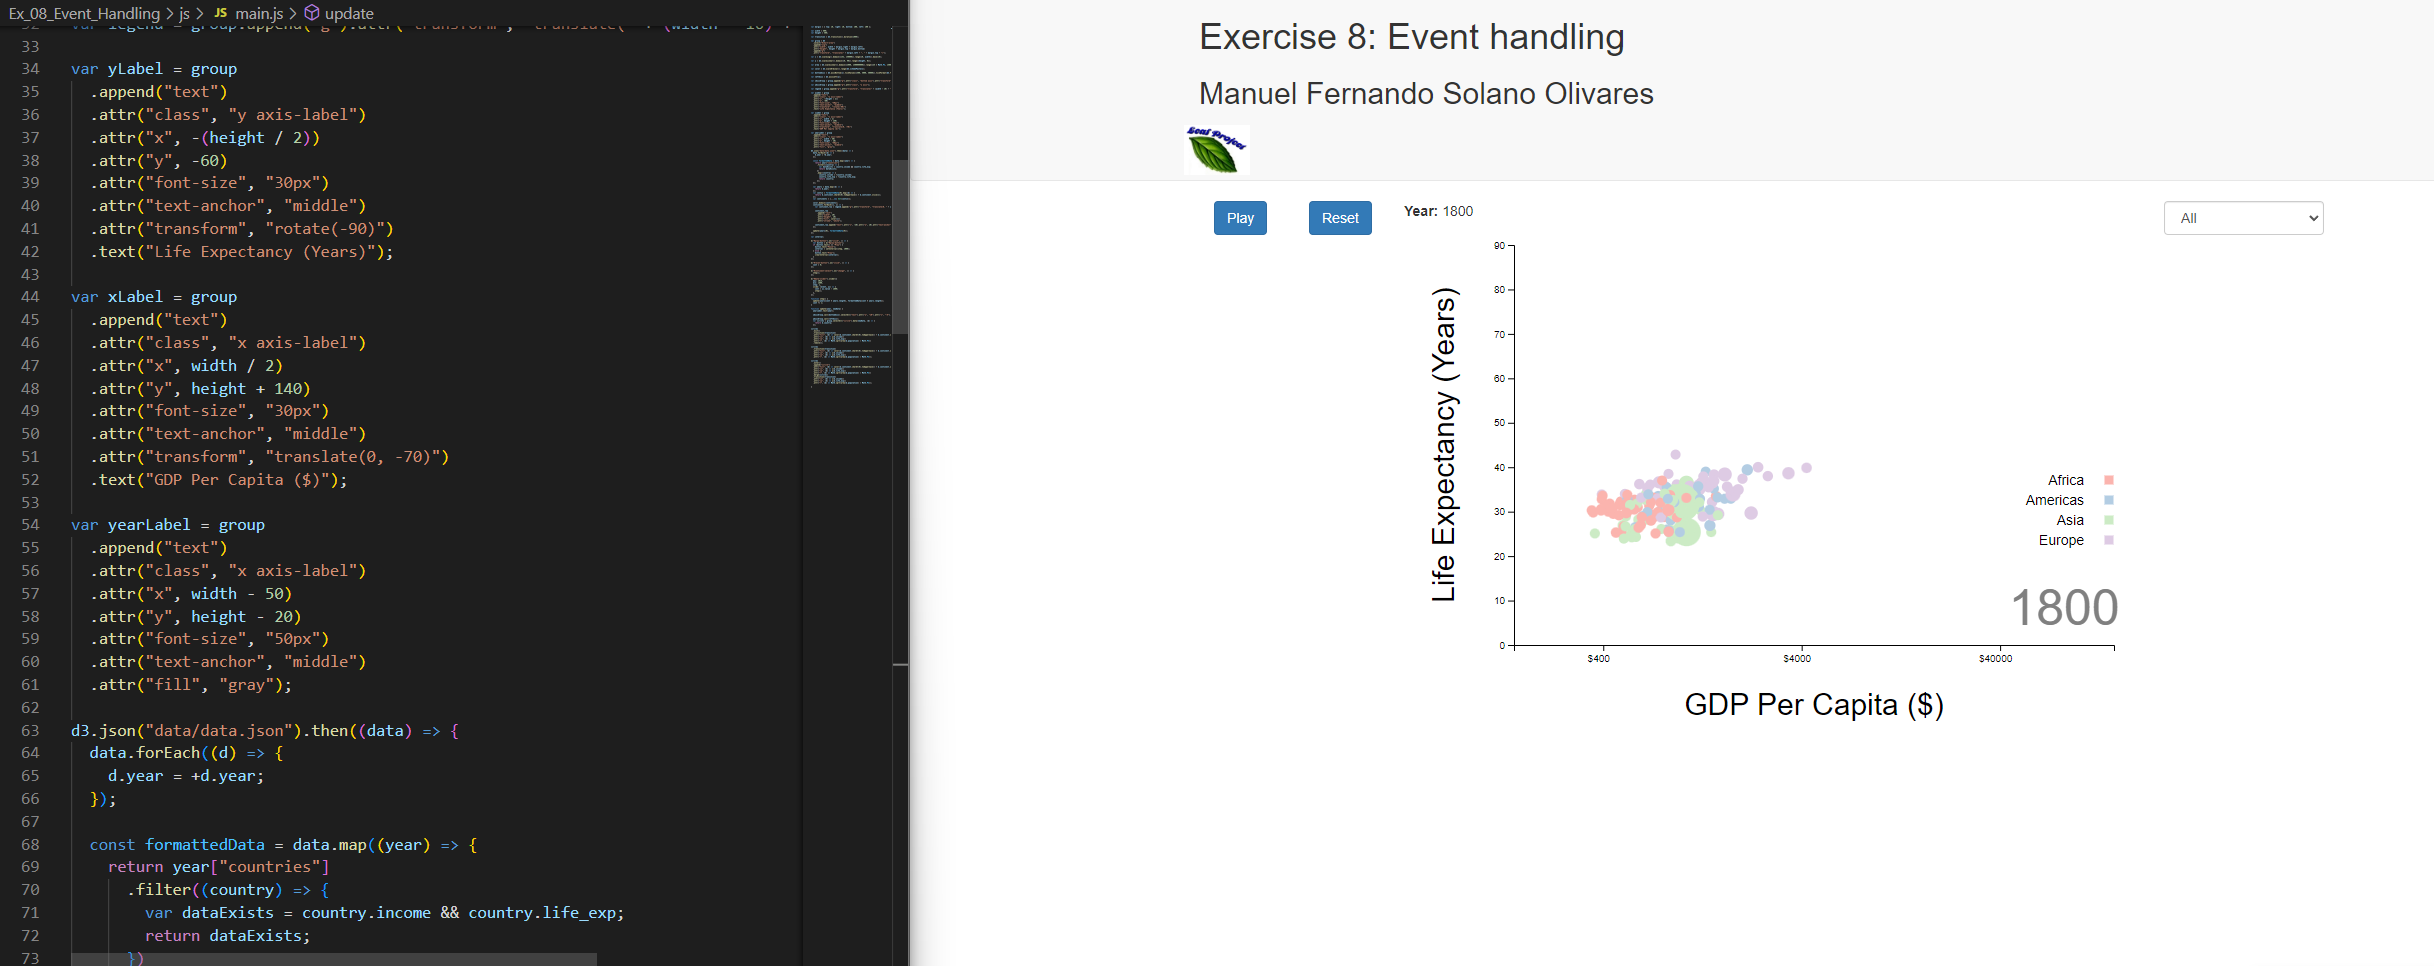 Ex_08_Event_Handling > js > JS main.js > update
33
34 var yLabel = group
35 .append("text")
36 .attr("class", "y axis-label")
37 .attr("x", -(height / 2))
38 .attr("y", -60)
39 .attr("font-size", "30px")
40 .attr("text-anchor", "middle")
41 .attr("transform", "rotate(-90)")
42 .text("Life Expectancy (Years)");
43
44 var xLabel = group
45 .append("text")
46 .attr("class", "x axis-label")
47 .attr("x", width / 2)
48 .attr("y", height + 140)
49 .attr("font-size", "30px")
50 .attr("text-anchor", "middle")
51 .attr("transform", "translate(0, -70)")
52 .text("GDP Per Capita ($)");
53
54 var yearLabel = group
55 .append("text")
56 .attr("class", "x axis-label")
57 .attr("x", width - 50)
58 .attr("y", height - 20)
59 .attr("font-size", "50px")
60 .attr("text-anchor", "middle")
61 .attr("fill", "gray");
62
63 d3.json("data/data.json").then((data) => {
64 data.forEach((d) => {
65 d.year = +d.year;
66 });
67
68 const formattedData = data.map((year) => {
69 return year["countries"]
70 .filter((country) => {
71 var dataExists = country.income && country.life_exp;
72 return dataExists;
73 })
Exercise 8: Event handling
Manuel Fernando Solano Olivares
Leaf Project
Play
Reset
Year: 1800
All
90
80
70
60
50
40
30
20
10
0
Life Expectancy (Years)
Africa
Americas
Asia
Europe
1800
$400
$4000
$40000
GDP Per Capita ($)